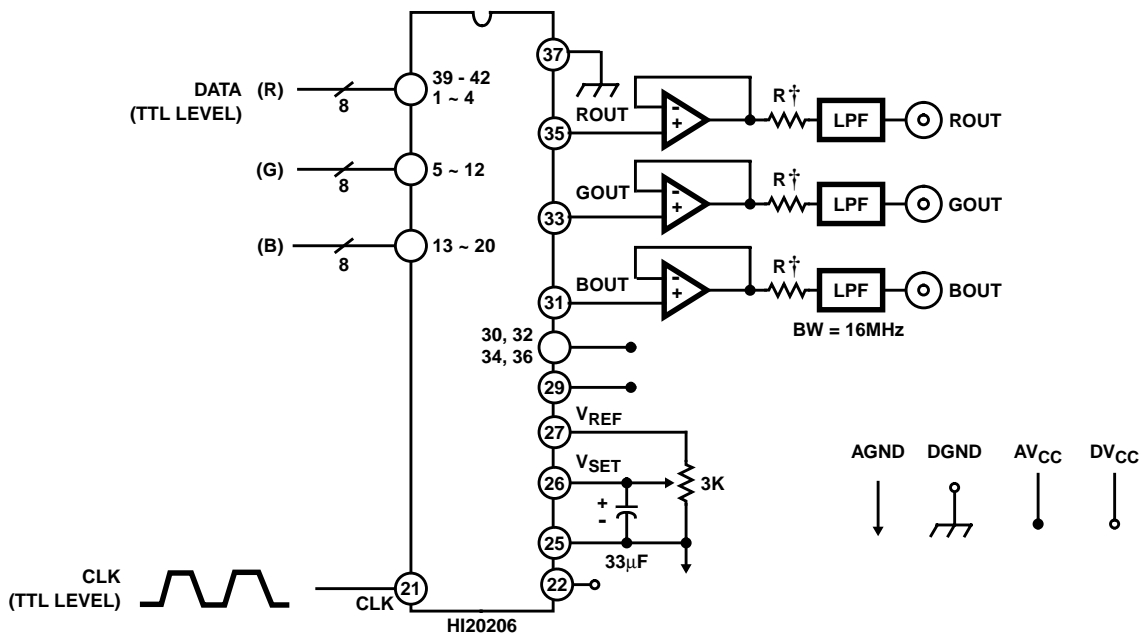 37
DATA (R)
(TTL LEVEL)
8
39 - 42
1 ~ 4
ROUT
-
+
35
R†
LPF
ROUT
(G)
8
5 ~ 12
GOUT
-
+
33
R†
LPF
GOUT
(B)
8
13 ~ 20
BOUT
-
+
31
R†
LPF
BOUT
BW = 16MHz
30, 32
34, 36
29
VREF
27
VSET
26
3K
+
-
25
33μF
22
AGND
DGND
AVCC
DVCC
CLK
(TTL LEVEL)
CLK
21
HI20206